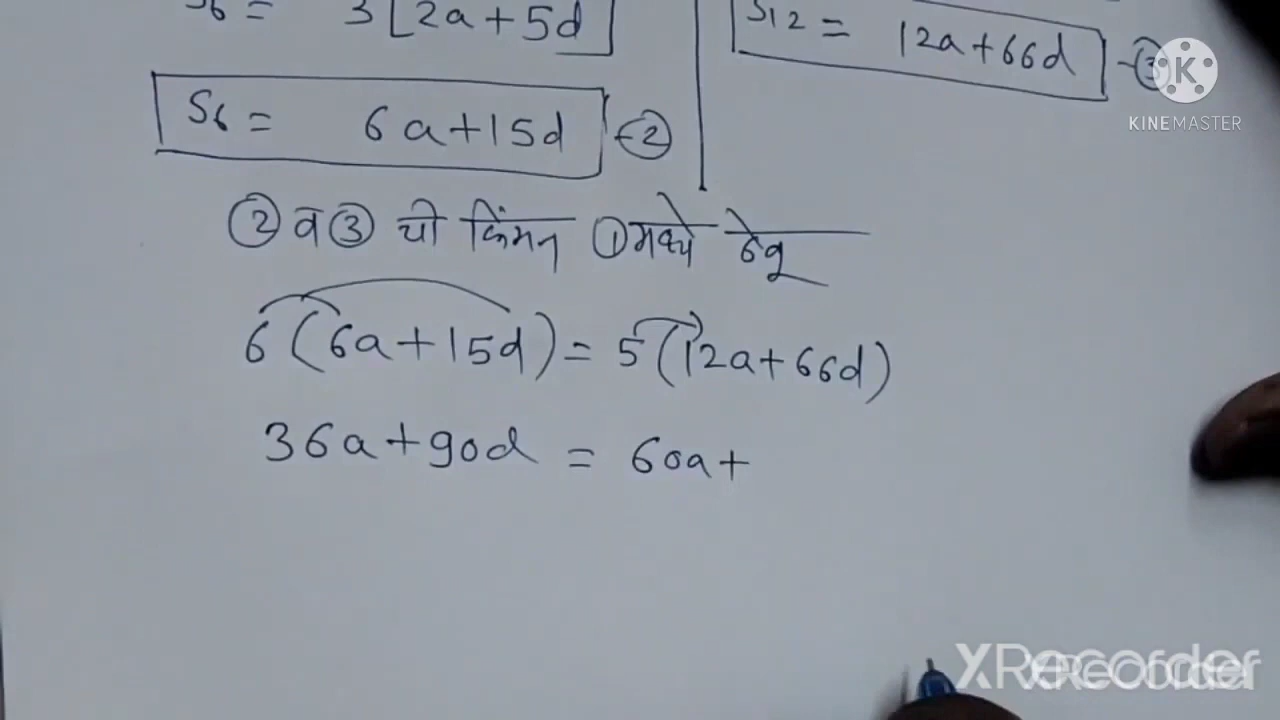 S6 = 3[2a+5d]
S12 = 12a+66d - ③
S6 = 6a+15d - ②
② व ③ ची किंमत ① मध्ये ठेवू
6(6a+15d) = 5(12a+66d)
36a+90d = 60a+
KINEMASTER
XRecorder
XRecorder